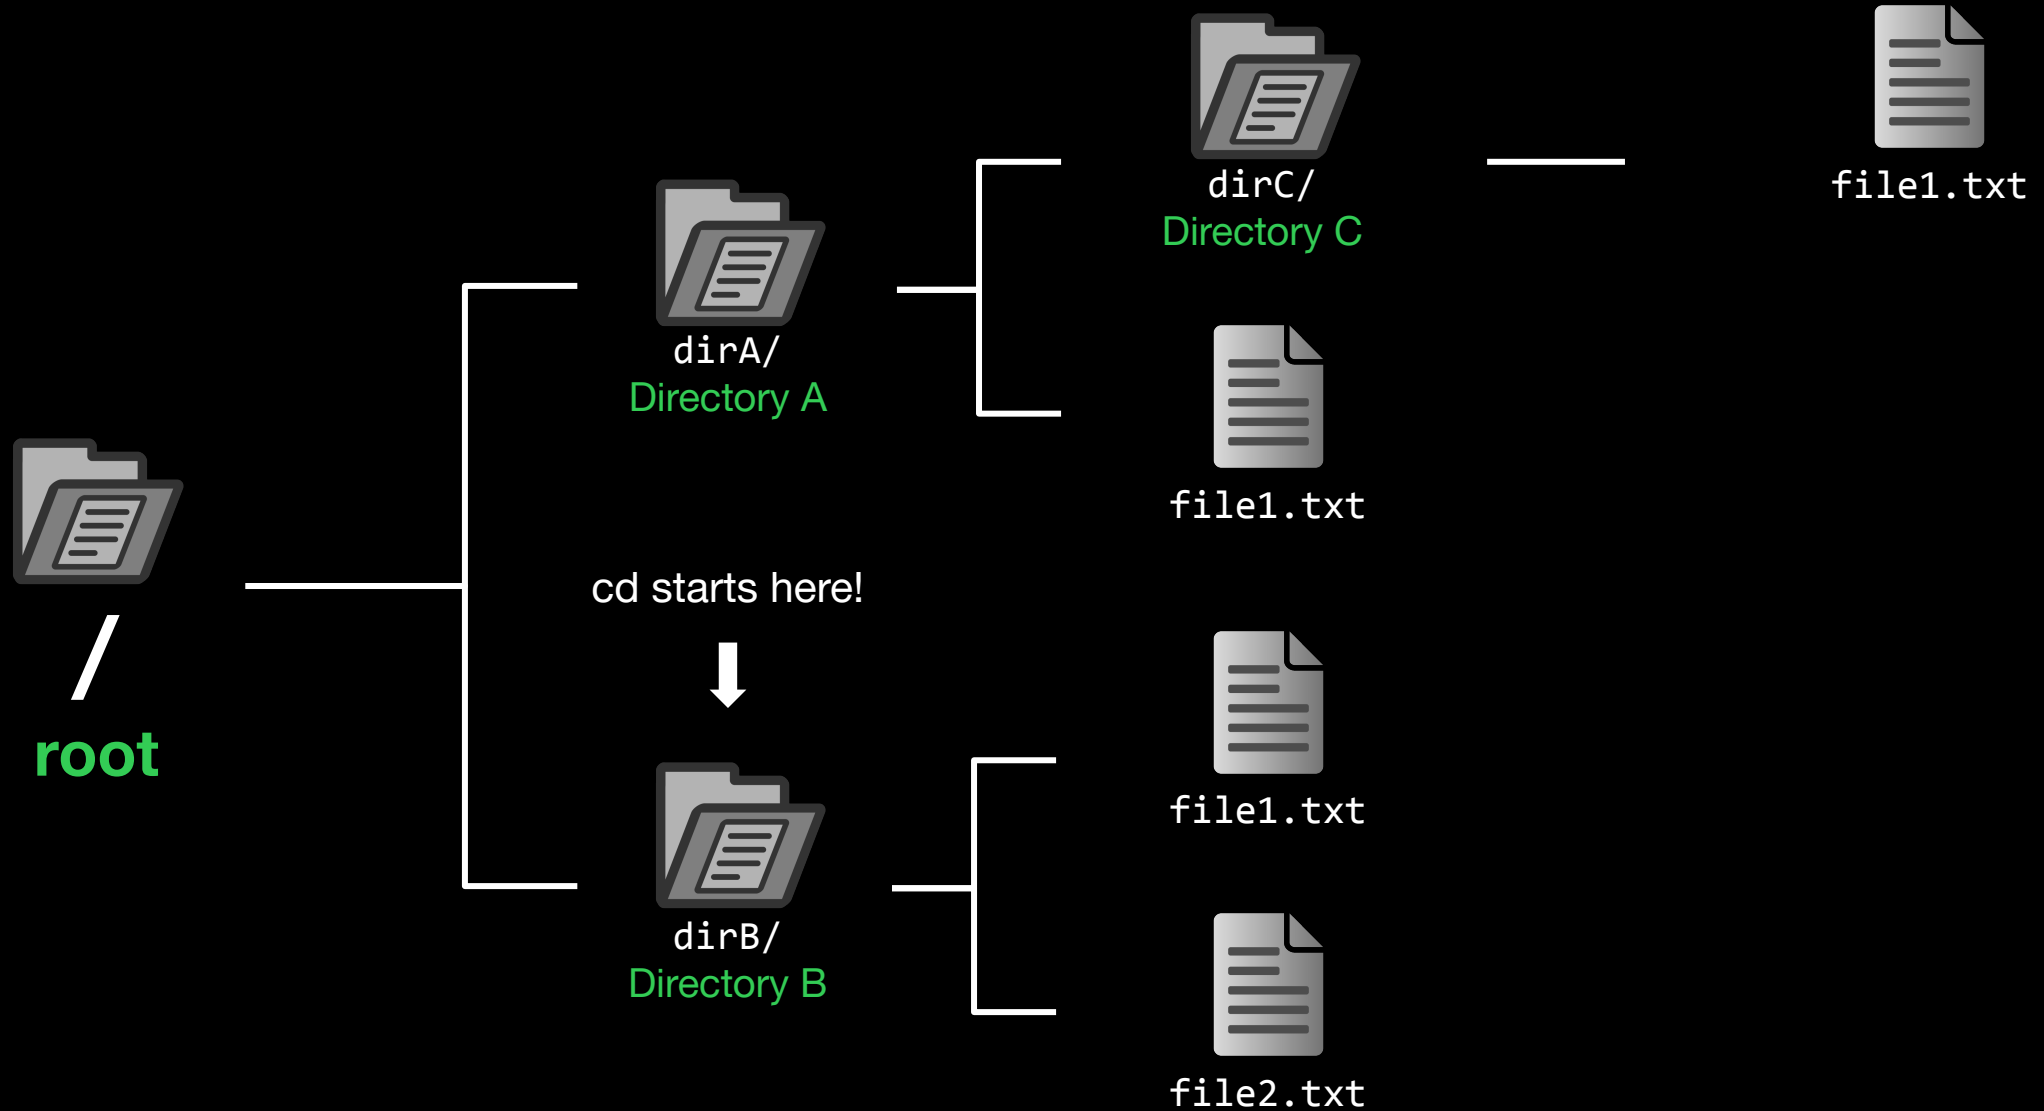 /
root
dirA/
Directory A
cd starts here!
dirB/
Directory B
dirC/
Directory C
file1.txt
file1.txt
file2.txt
file1.txt